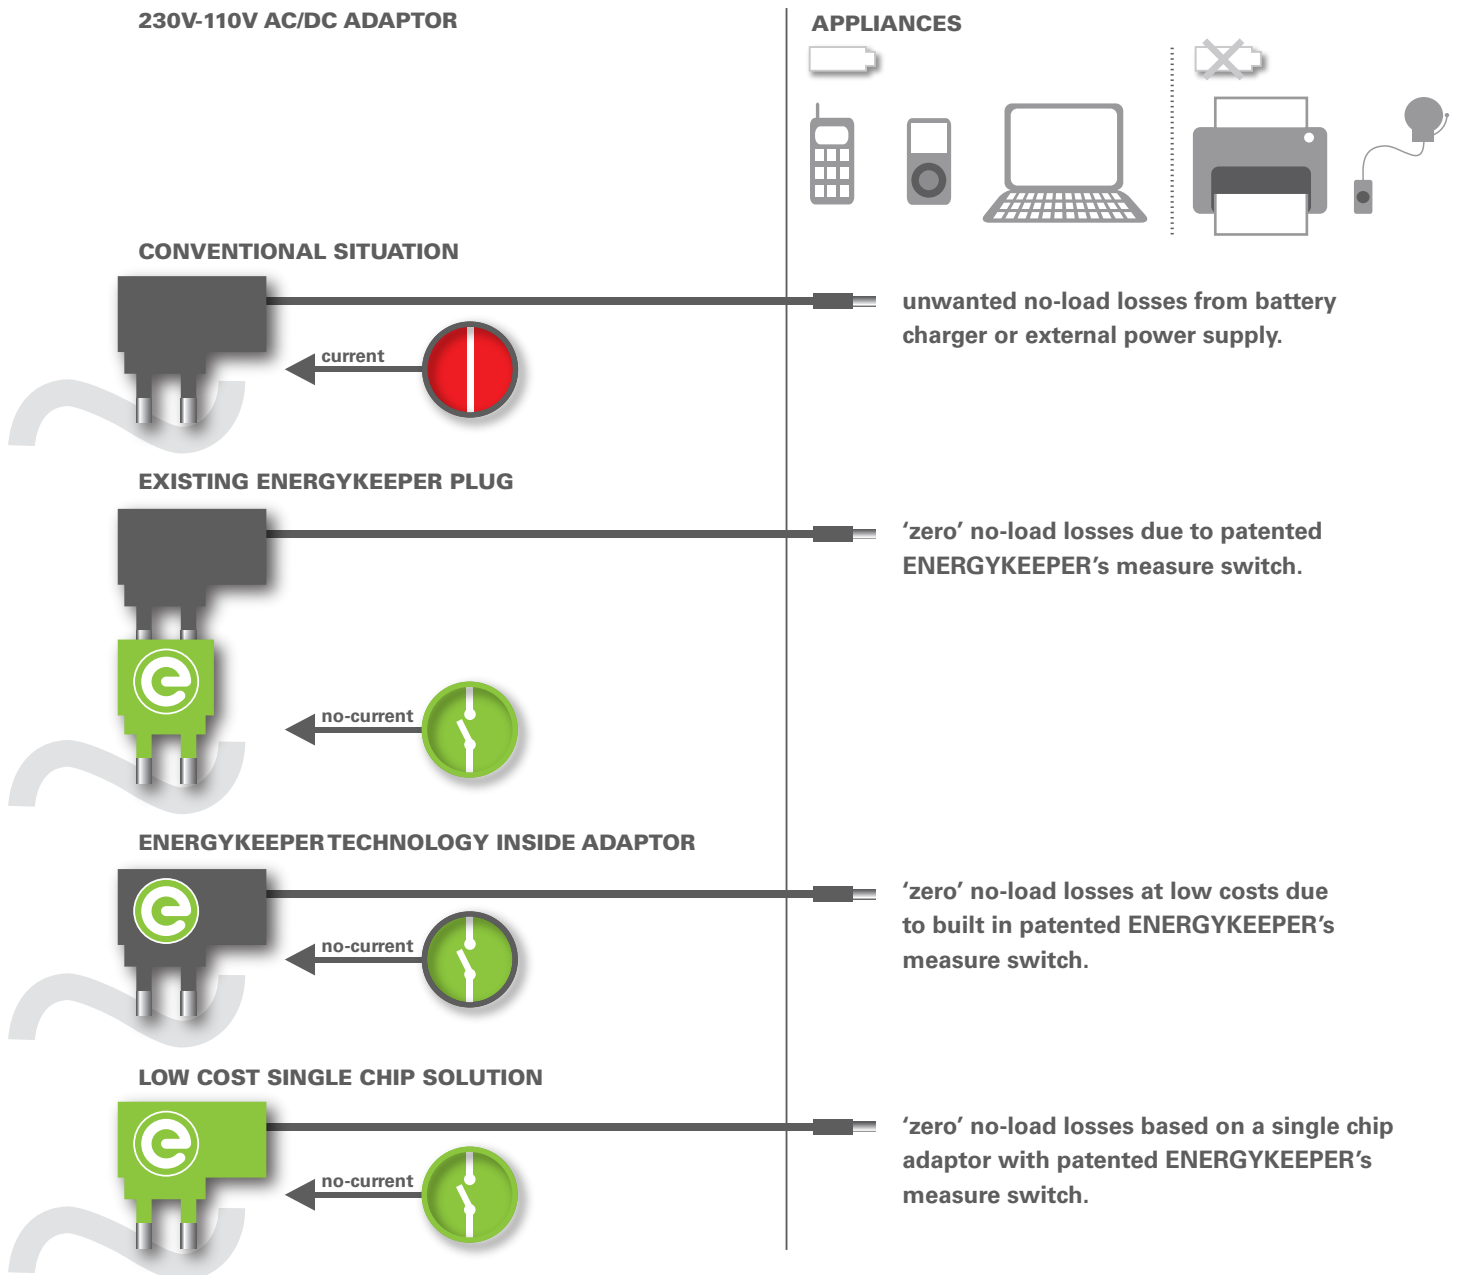 230V-110V AC/DC ADAPTOR
APPLIANCES
CONVENTIONAL SITUATION
current
unwanted no-load losses from battery
charger or external power supply.
EXISTING ENERGYKEEPER PLUG
e
no-current
‘zero’ no-load losses due to patented
ENERGYKEEPER’s measure switch.
ENERGYKEEPER TECHNOLOGY INSIDE ADAPTOR
e
no-current
‘zero’ no-load losses at low costs due
to built in patented ENERGYKEEPER’s
measure switch.
LOW COST SINGLE CHIP SOLUTION
e
no-current
‘zero’ no-load losses based on a single chip
adaptor with patented ENERGYKEEPER’s
measure switch.